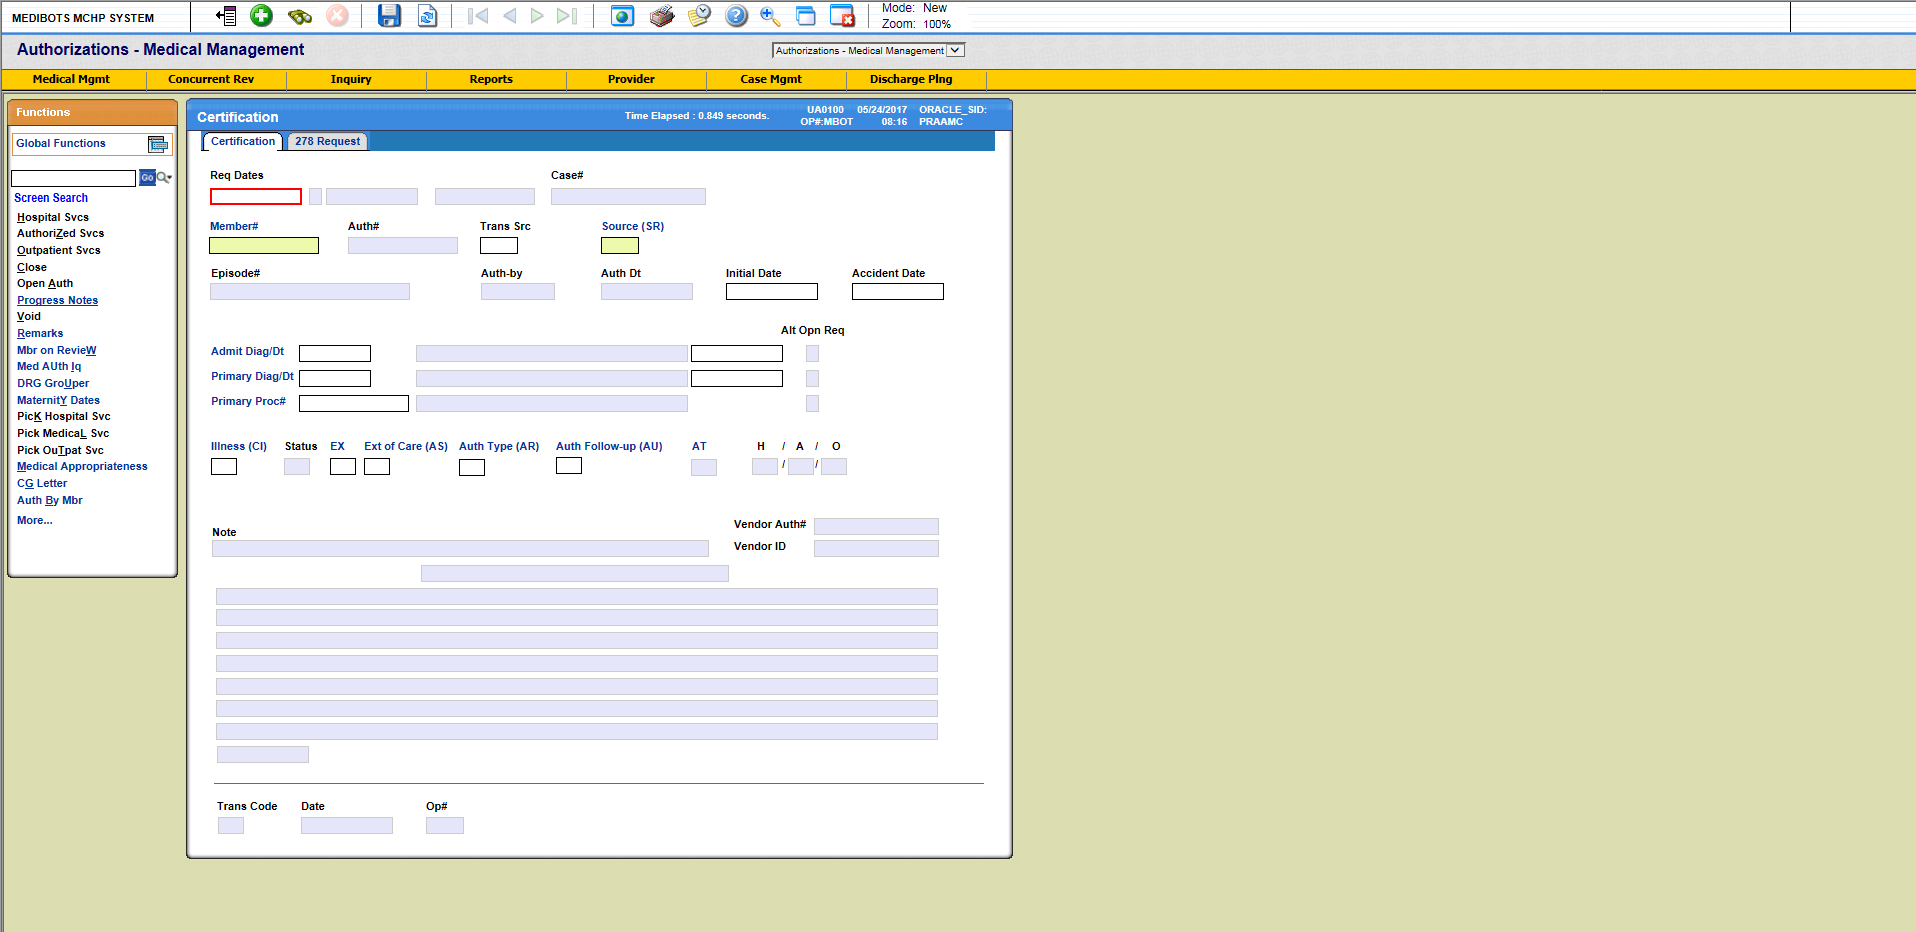 MEDIBOTS MCHP SYSTEM
Mode: New
Zoom: 100%
Authorizations - Medical Management
Authorizations - Medical Management
Medical Mgmt Concurrent Rev Inquiry Reports Provider Case Mgmt Discharge Plng
Functions
Global Functions
Go
Screen Search
Hospital Svcs
AuthoriZed Svcs
Outpatient Svcs
Close
Open Auth
Progress Notes
Void
Remarks
Mbr on RevieW
Med AUth Iq
DRG GroUper
MaternitY Dates
PicK Hospital Svc
Pick MedicaL Svc
Pick OuTpat Svc
Medical Appropriateness
CG Letter
Auth By Mbr
More...
Certification
Time Elapsed : 0.849 seconds.
UA0100 05/24/2017 ORACLE_SID:
OP#:MBOT 08:16 PRAAMC
Certification 278 Request
Req Dates Case#
Member# Auth# Trans Src Source (SR)
Episode# Auth-by Auth Dt Initial Date Accident Date
Alt Opn Req
Admit Diag/Dt
Primary Diag/Dt
Primary Proc#
Illness (CI) Status EX Ext of Care (AS) Auth Type (AR) Auth Follow-up (AU) AT H / A / O
/ /
Vendor Auth#
Note
Vendor ID
Trans Code Date Op#